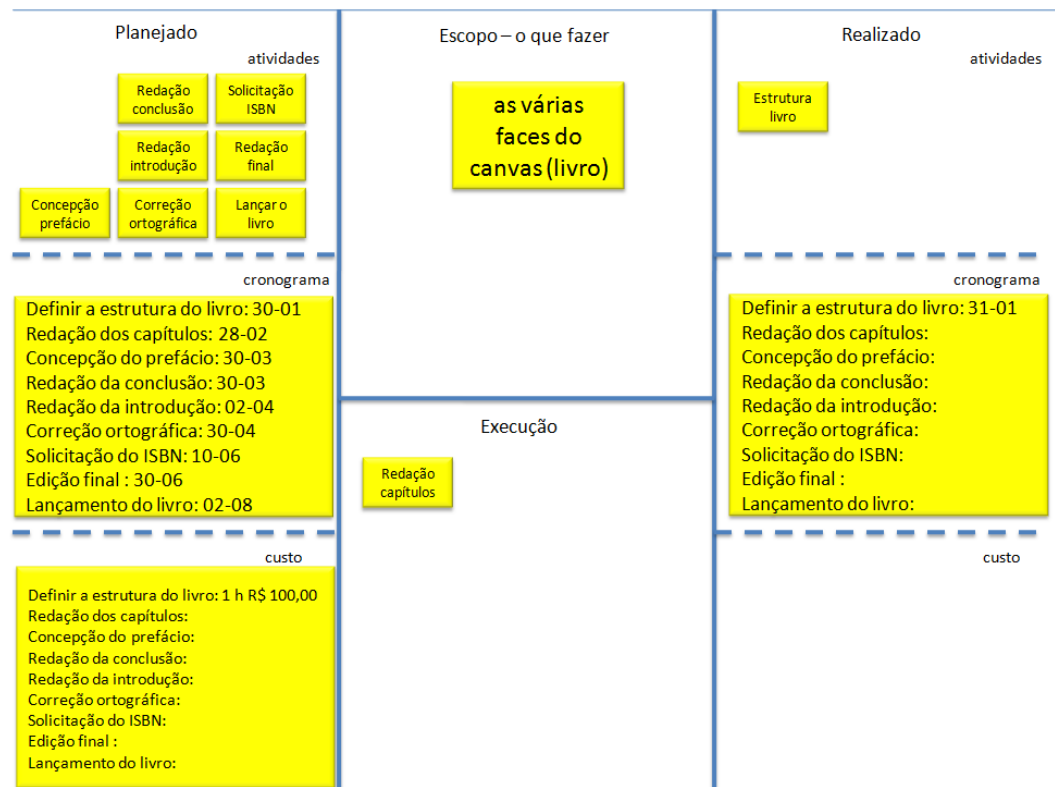 Planejado
atividades
Redação
conclusão
Solicitação
ISBN
Redação
introdução
Redação
final
Concepção
prefácio
Correção
ortográfica
Lançar o
livro
cronograma
Definir a estrutura do livro: 30-01
Redação dos capítulos: 28-02
Concepção do prefácio: 30-03
Redação da conclusão: 30-03
Redação da introdução: 02-04
Correção ortográfica: 30-04
Solicitação do ISBN: 10-06
Edição final : 30-06
Lançamento do livro: 02-08
custo
Definir a estrutura do livro: 1 h R$ 100,00
Redação dos capítulos:
Concepção do prefácio:
Redação da conclusão:
Redação da introdução:
Correção ortográfica:
Solicitação do ISBN:
Edição final :
Lançamento do livro:
Escopo – o que fazer
as várias
faces do
canvas (livro)
Execução
Redação
capítulos
Realizado
atividades
Estrutura
livro
cronograma
Definir a estrutura do livro: 31-01
Redação dos capítulos:
Concepção do prefácio:
Redação da conclusão:
Redação da introdução:
Correção ortográfica:
Solicitação do ISBN:
Edição final :
Lançamento do livro:
custo